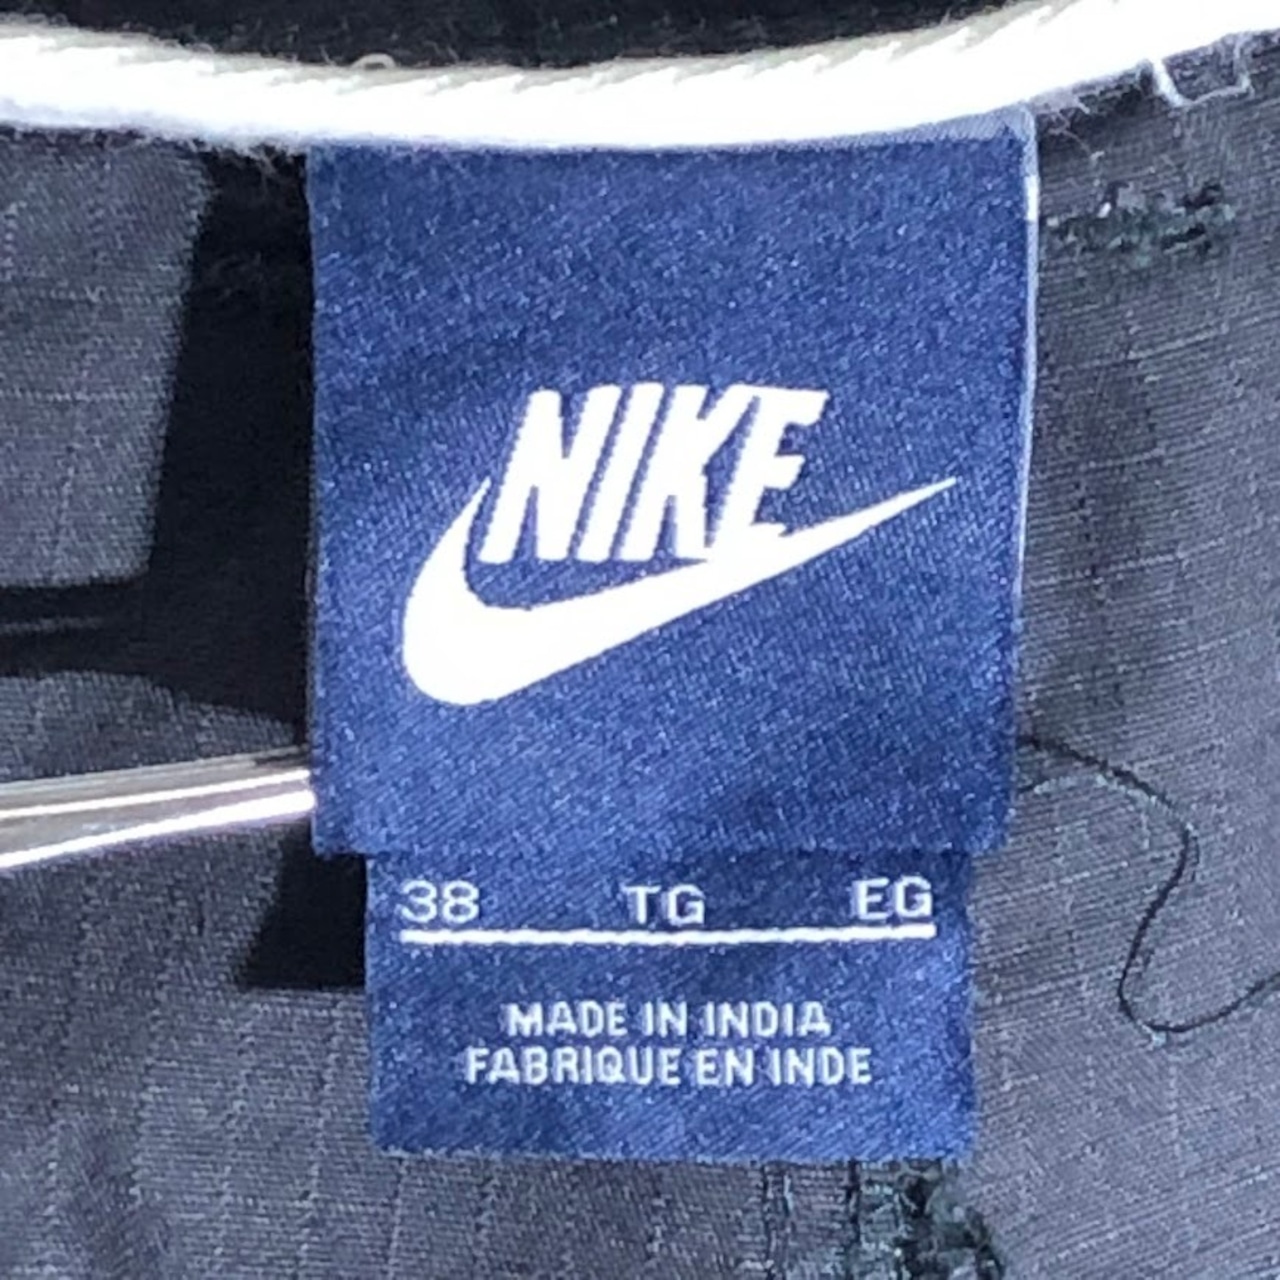 NIKE
38 TG EG
MADE IN INDIA
FABRIQUE EN INDE